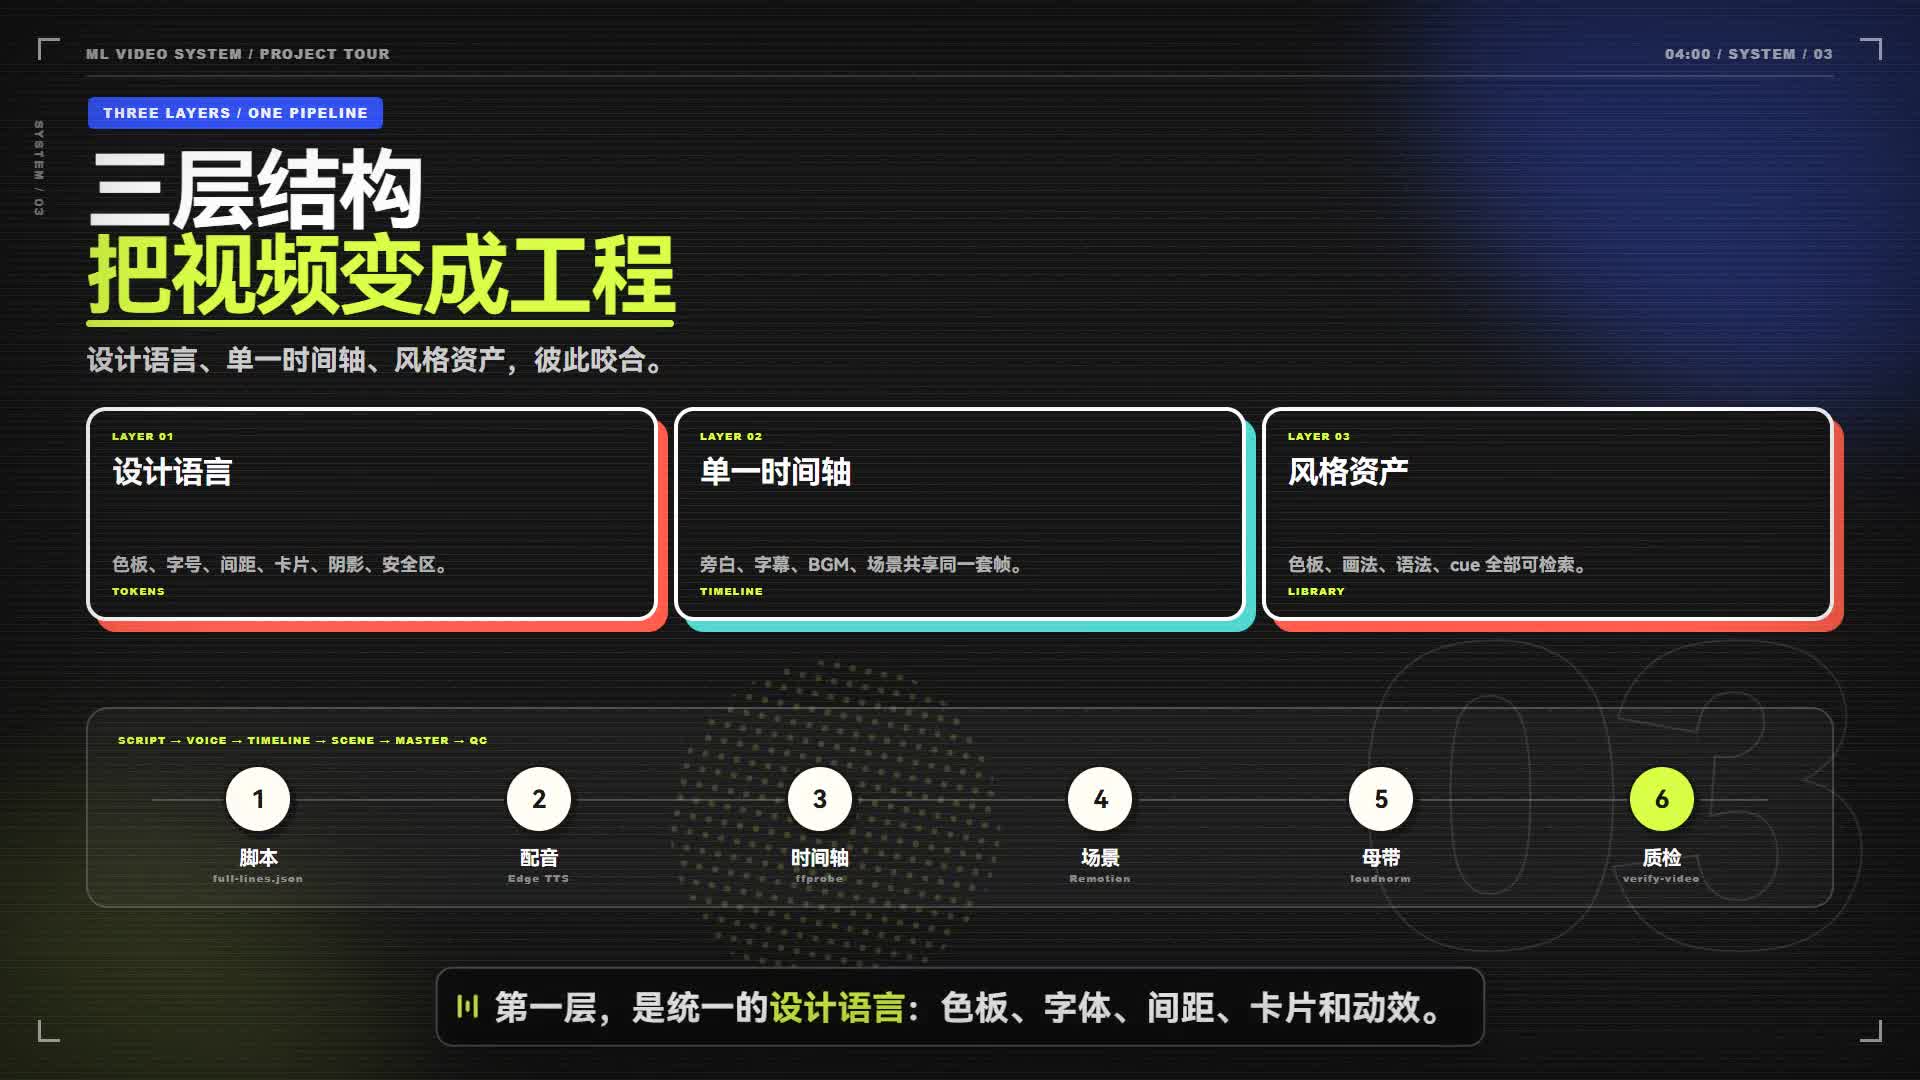 ML VIDEO SYSTEM / PROJECT TOUR
04:00 / SYSTEM / 03
SYSTEM / 03
THREE LAYERS / ONE PIPELINE
三层结构
把视频变成工程
设计语言、单一时间轴、风格资产，彼此咬合。
LAYER 01
设计语言
色板、字号、间距、卡片、阴影、安全区。
TOKENS
LAYER 02
单一时间轴
旁白、字幕、BGM、场景共享同一套帧。
TIMELINE
LAYER 03
风格资产
色板、画法、语法、cue 全部可检索。
LIBRARY
03
SCRIPT → VOICE → TIMELINE → SCENE → MASTER → QC
1
脚本
full-lines.json
2
配音
Edge TTS
3
时间轴
ffprobe
4
场景
Remotion
5
母带
loudnorm
6
质检
verify-video
第一层，是统一的设计语言：色板、字体、间距、卡片和动效。